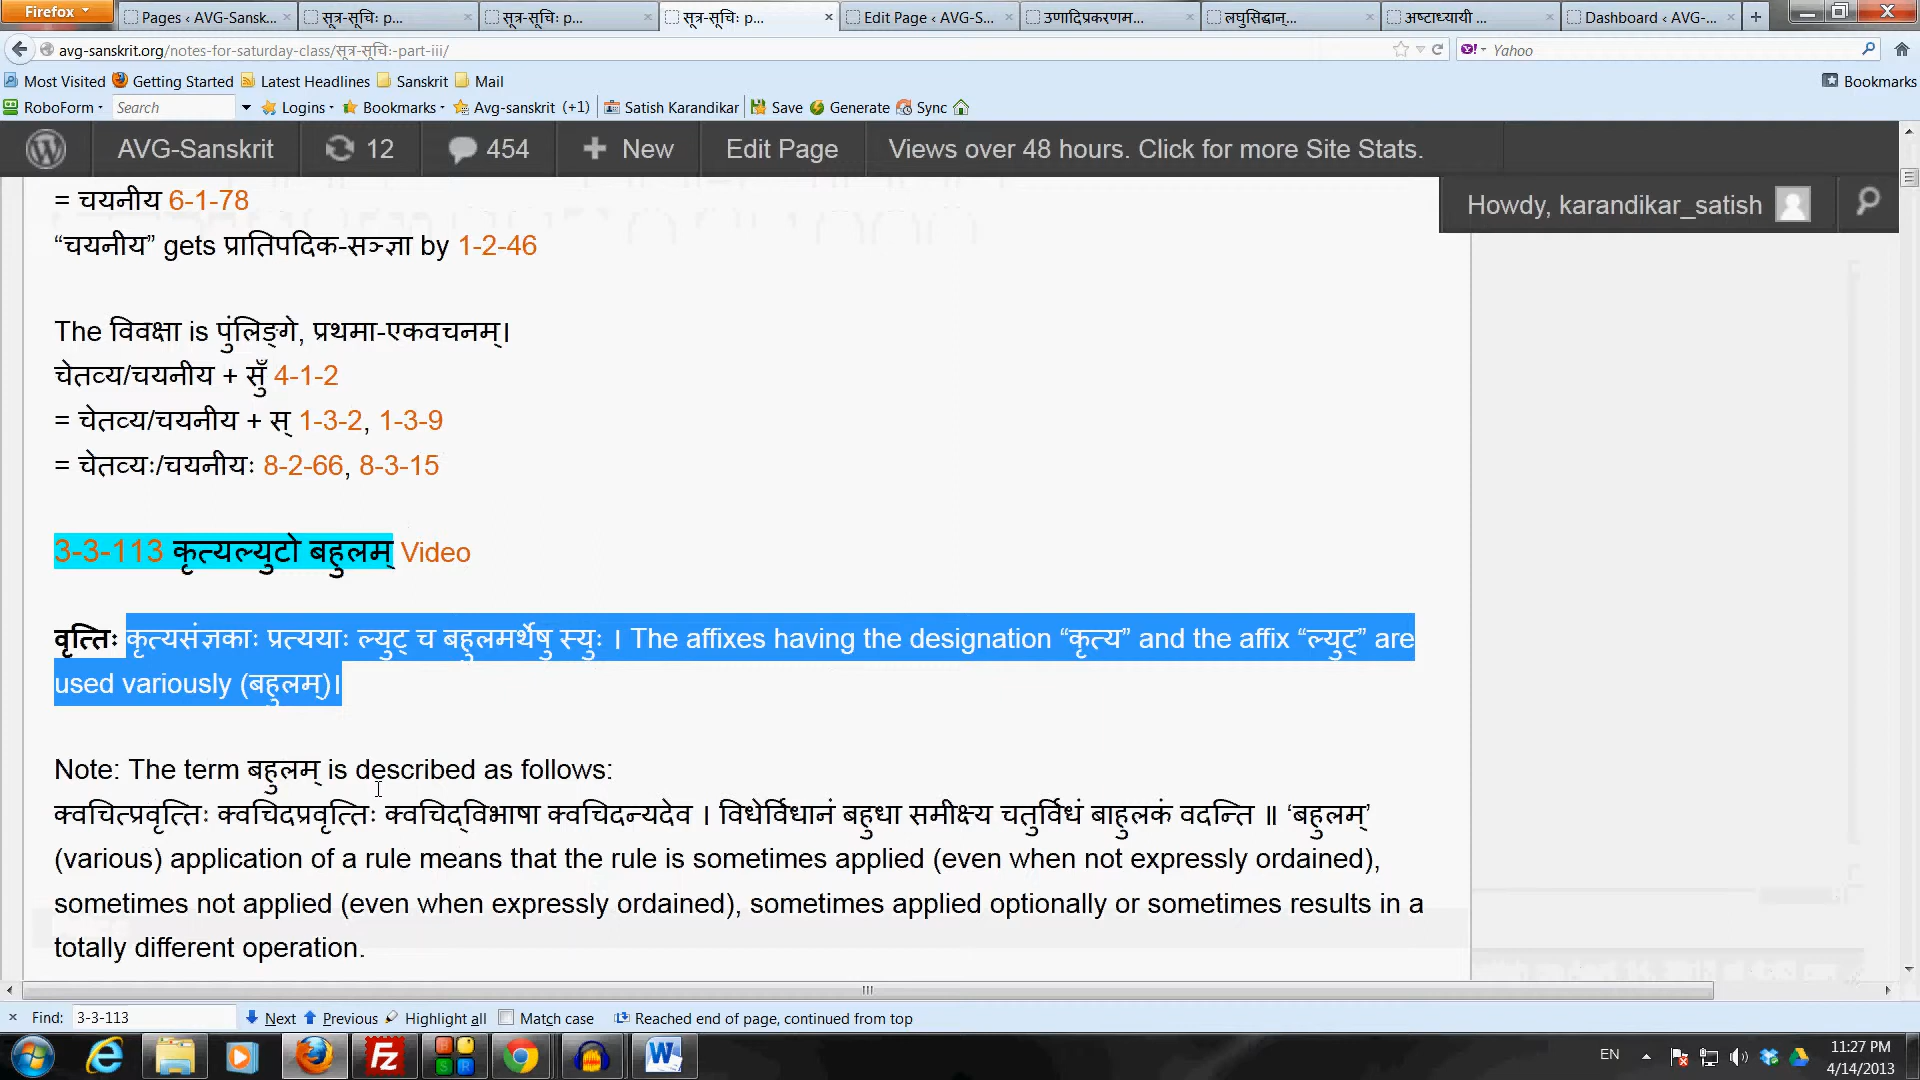 Firefox
Pages ‹ AVG-Sansk...
सूत्र-सूचिः p...
सूत्र-सूचिः p...
सूत्र-सूचिः p...
Edit Page ‹ AVG-S...
उणादिप्रकरणम...
लघुसिद्धान्...
अष्टाध्यायी ...
Dashboard ‹ AVG-...
avg-sanskrit.org/notes-for-saturday-class/सूत्र-सूचिः-part-iii/
Yahoo
Most Visited Getting Started Latest Headlines Sanskrit Mail
Bookmarks
RoboForm Search Logins Bookmarks Avg-sanskrit (+1) Satish Karandikar Save Generate Sync
AVG-Sanskrit 12 454 + New Edit Page Views over 48 hours. Click for more Site Stats.
Howdy, karandikar_satish
= चयनीय 6-1-78
“चयनीय” gets प्रातिपदिक-सञ्ज्ञा by 1-2-46
The विवक्षा is पुंलिङ्गे, प्रथमा-एकवचनम्।
चेतव्य/चयनीय + सुँ 4-1-2
= चेतव्य/चयनीय + स् 1-3-2, 1-3-9
= चेतव्यः/चयनीयः 8-2-66, 8-3-15
3-3-113 कृत्यल्युटो बहुलम् Video
वृत्तिः कृत्यसंज्ञकाः प्रत्ययाः ल्युट् च बहुलमर्थेषु स्युः । The affixes having the designation “कृत्य” and the affix “ल्युट्” are
used variously (बहुलम्)।
Note: The term बहुलम् is described as follows:
क्वचित्प्रवृत्तिः क्वचिदप्रवृत्तिः क्वचिद्विभाषा क्वचिदन्यदेव । विधेर्विधानं बहुधा समीक्ष्य चतुर्विधं बाहुलकं वदन्ति ॥ ‘बहुलम्’
(various) application of a rule means that the rule is sometimes applied (even when not expressly ordained),
sometimes not applied (even when expressly ordained), sometimes applied optionally or sometimes results in a
totally different operation.
× Find: 3-3-113 Next Previous Highlight all Match case Reached end of page, continued from top
EN
11:27 PM
4/14/2013